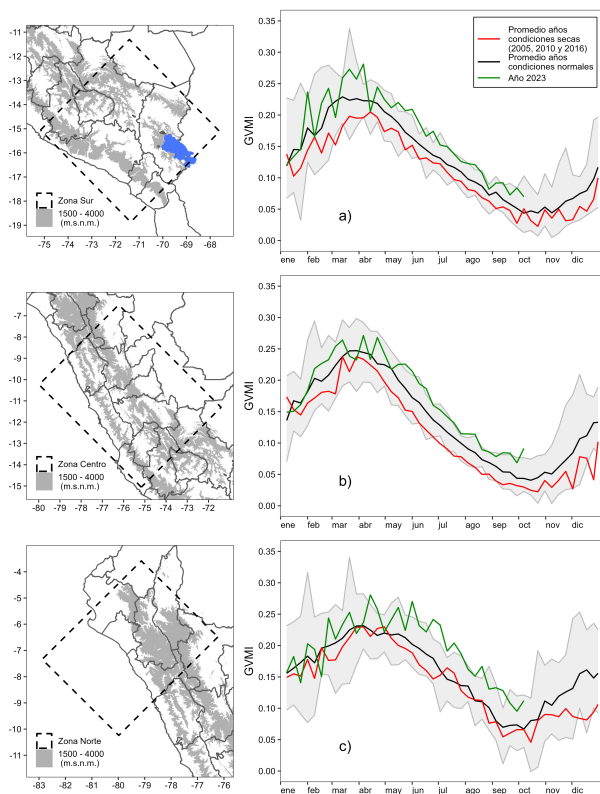 -11
-12
-13
-14
-15
-16
-17
-18
-19
Zona Sur
1500 - 4000
(m.s.n.m.)
-75 -74 -73 -72 -71 -70 -69 -68 -67
GVMI
0.35
0.30
0.25
0.20
0.15
0.10
0.05
0.00
Promedio años
condiciones secas
(2005, 2010 y 2016)
Promedio años
condiciones normales
Año 2023
a)
ene feb mar abr may jun jul ago sep oct nov dic
-6
-7
-8
-9
-10
-11
-12
-13
-14
-15
Zona Centro
1500 - 4000
(m.s.n.m.)
-80 -79 -78 -77 -76 -75 -74 -73 -72 -71
GVMI
0.35
0.30
0.25
0.20
0.15
0.10
0.05
0.00
b)
ene feb mar abr may jun jul ago sep oct nov dic
-4
-5
-6
-7
-8
-9
-10
-11
Zona Norte
1500 - 4000
(m.s.n.m.)
-83 -82 -81 -80 -79 -78 -77 -76
GVMI
0.35
0.30
0.25
0.20
0.15
0.10
0.05
0.00
c)
ene feb mar abr may jun jul ago sep oct nov dic